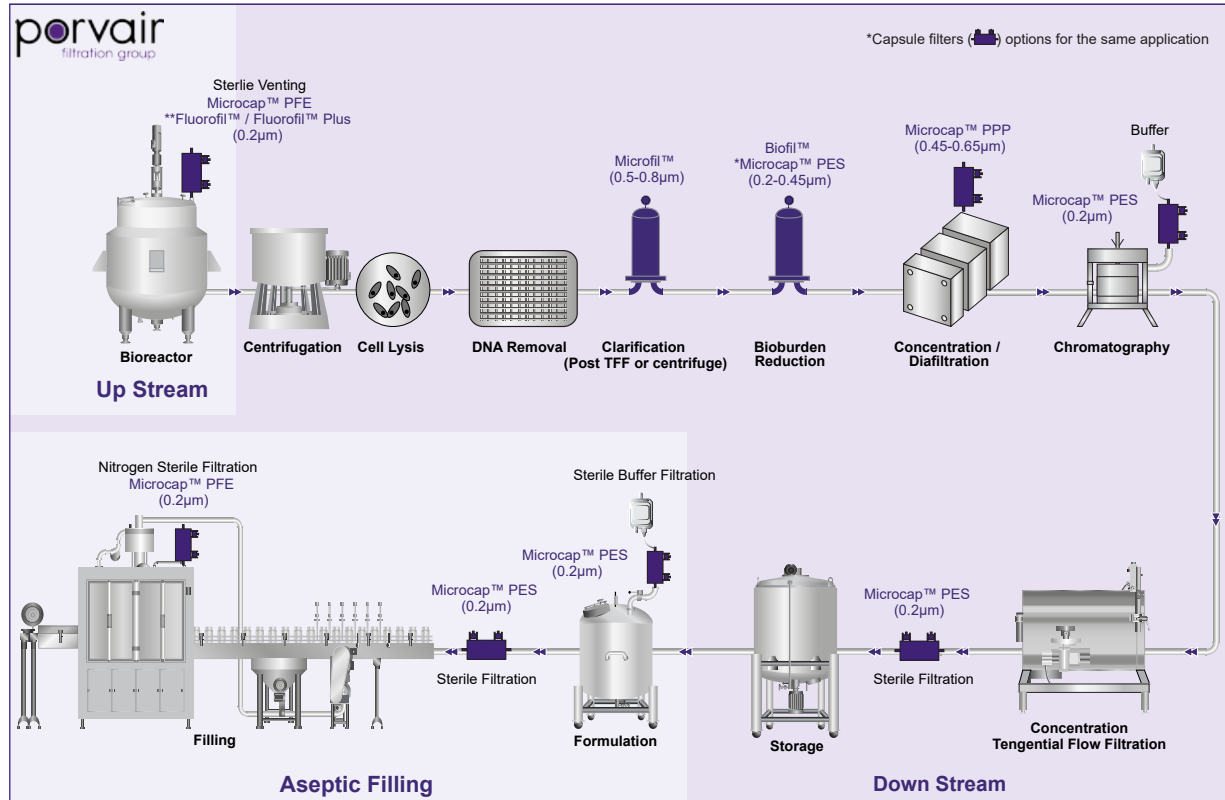 porvair
filtration group
*Capsule filters ( ) options for the same application
Sterlie Venting
Microcap™ PFE
**Fluorofil™ / Fluorofil™ Plus
(0.2µm)
Microfil™
(0.5-0.8µm)
Biofil™
*Microcap™ PES
(0.2-0.45µm)
Microcap™ PPP
(0.45-0.65µm)
Buffer
Microcap™ PES
(0.2µm)
Bioreactor
Centrifugation
Cell Lysis
DNA Removal
Clarification
(Post TFF or centrifuge)
Bioburden
Reduction
Concentration /
Diafiltration
Chromatography
Up Stream
Nitrogen Sterile Filtration
Microcap™ PFE
(0.2µm)
Sterile Buffer Filtration
Microcap™ PES
(0.2µm)
Microcap™ PES
(0.2µm)
Microcap™ PES
(0.2µm)
Sterile Filtration
Sterile Filtration
Filling
Formulation
Storage
Concentration
Tengential Flow Filtration
Aseptic Filling
Down Stream